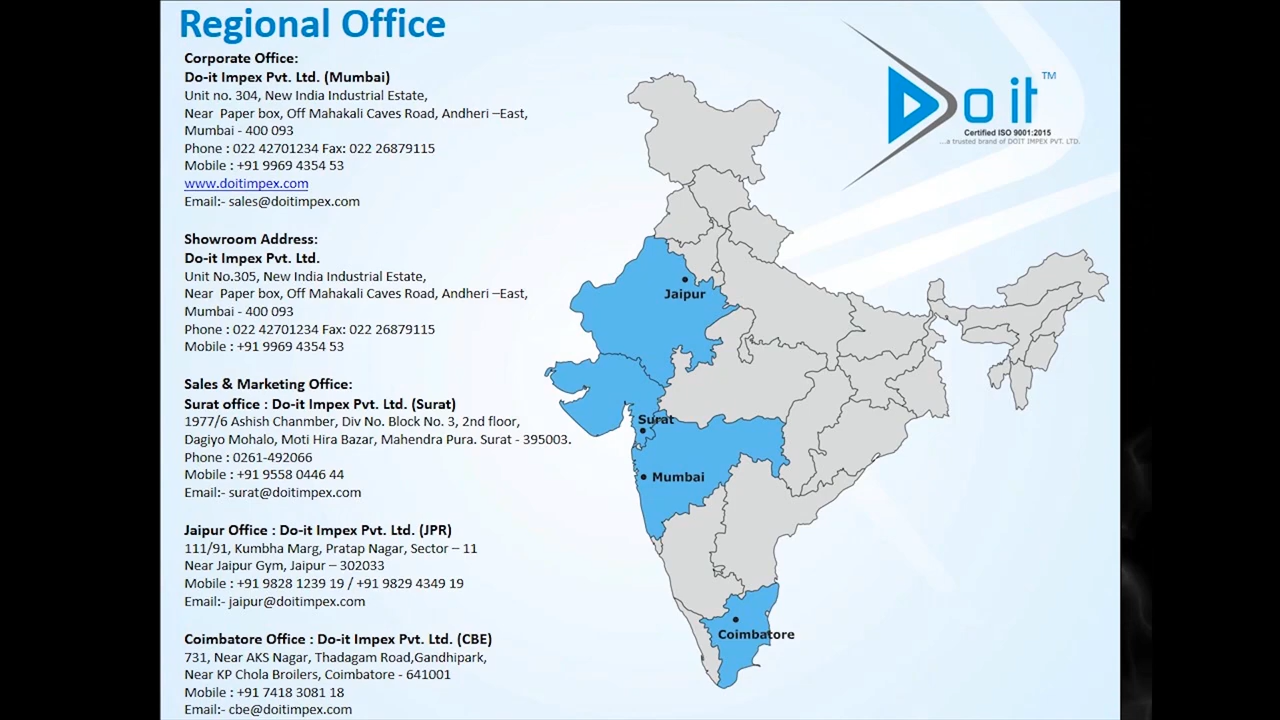 Regional Office
Corporate Office:
Do-it Impex Pvt. Ltd. (Mumbai)
Unit no. 304, New India Industrial Estate,
Near Paper box, Off Mahakali Caves Road, Andheri –East,
Mumbai - 400 093
Phone : 022 42701234 Fax: 022 26879115
Mobile : +91 9969 4354 53
www.doitimpex.com
Email:- sales@doitimpex.com
Showroom Address:
Do-it Impex Pvt. Ltd.
Unit No.305, New India Industrial Estate,
Near Paper box, Off Mahakali Caves Road, Andheri –East,
Mumbai - 400 093
Phone : 022 42701234 Fax: 022 26879115
Mobile : +91 9969 4354 53
Sales & Marketing Office:
Surat office : Do-it Impex Pvt. Ltd. (Surat)
1977/6 Ashish Chanmber, Div No. Block No. 3, 2nd floor,
Dagiyo Mohalo, Moti Hira Bazar, Mahendra Pura. Surat - 395003.
Phone : 0261-492066
Mobile : +91 9558 0446 44
Email:- surat@doitimpex.com
Jaipur Office : Do-it Impex Pvt. Ltd. (JPR)
111/91, Kumbha Marg, Pratap Nagar, Sector – 11
Near Jaipur Gym, Jaipur – 302033
Mobile : +91 9828 1239 19 / +91 9829 4349 19
Email:- jaipur@doitimpex.com
Coimbatore Office : Do-it Impex Pvt. Ltd. (CBE)
731, Near AKS Nagar, Thadagam Road,Gandhipark,
Near KP Chola Broilers, Coimbatore - 641001
Mobile : +91 7418 3081 18
Email:- cbe@doitimpex.com
Do it TM
Certified ISO 9001:2015
...a trusted brand of DOIT IMPEX PVT. LTD.
Jaipur
Surat
Mumbai
Coimbatore